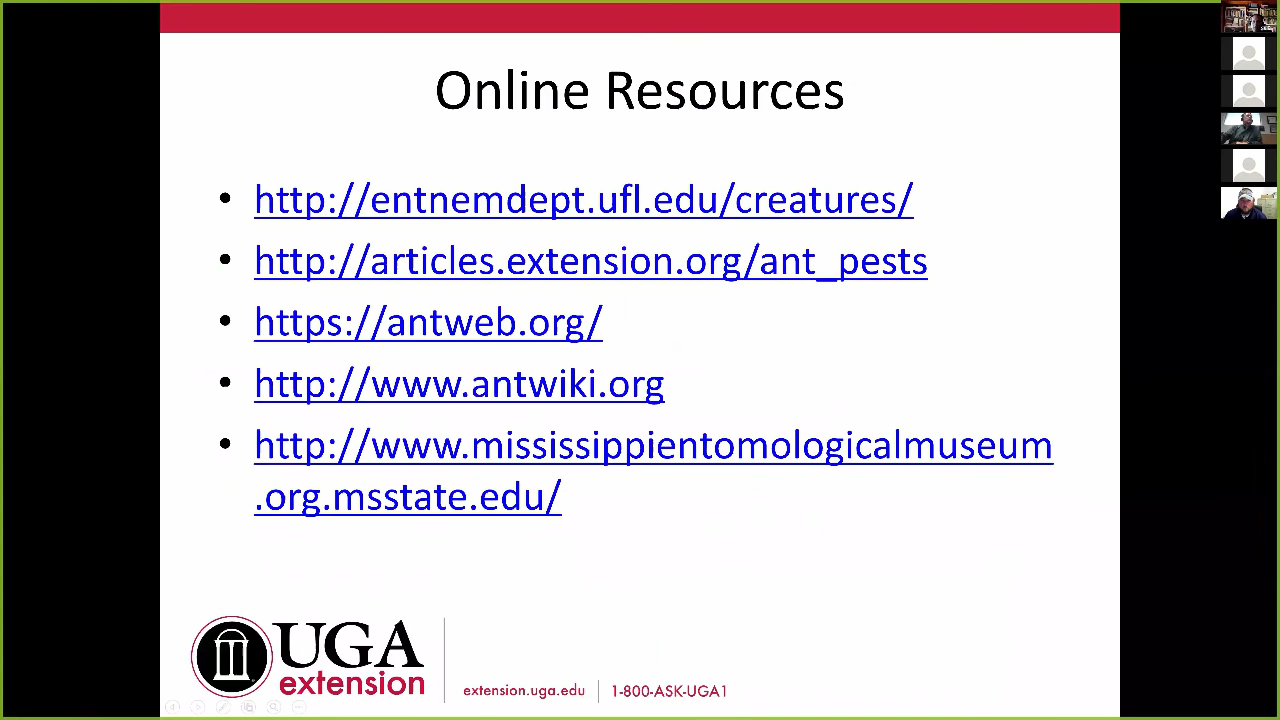 Online Resources
• http://entnemdept.ufl.edu/creatures/
• http://articles.extension.org/ant_pests
• https://antweb.org/
• http://www.antwiki.org
• http://www.mississippientomologicalmuseum
.org.msstate.edu/
UGA
extension
extension.uga.edu | 1-800-ASK-UGA1